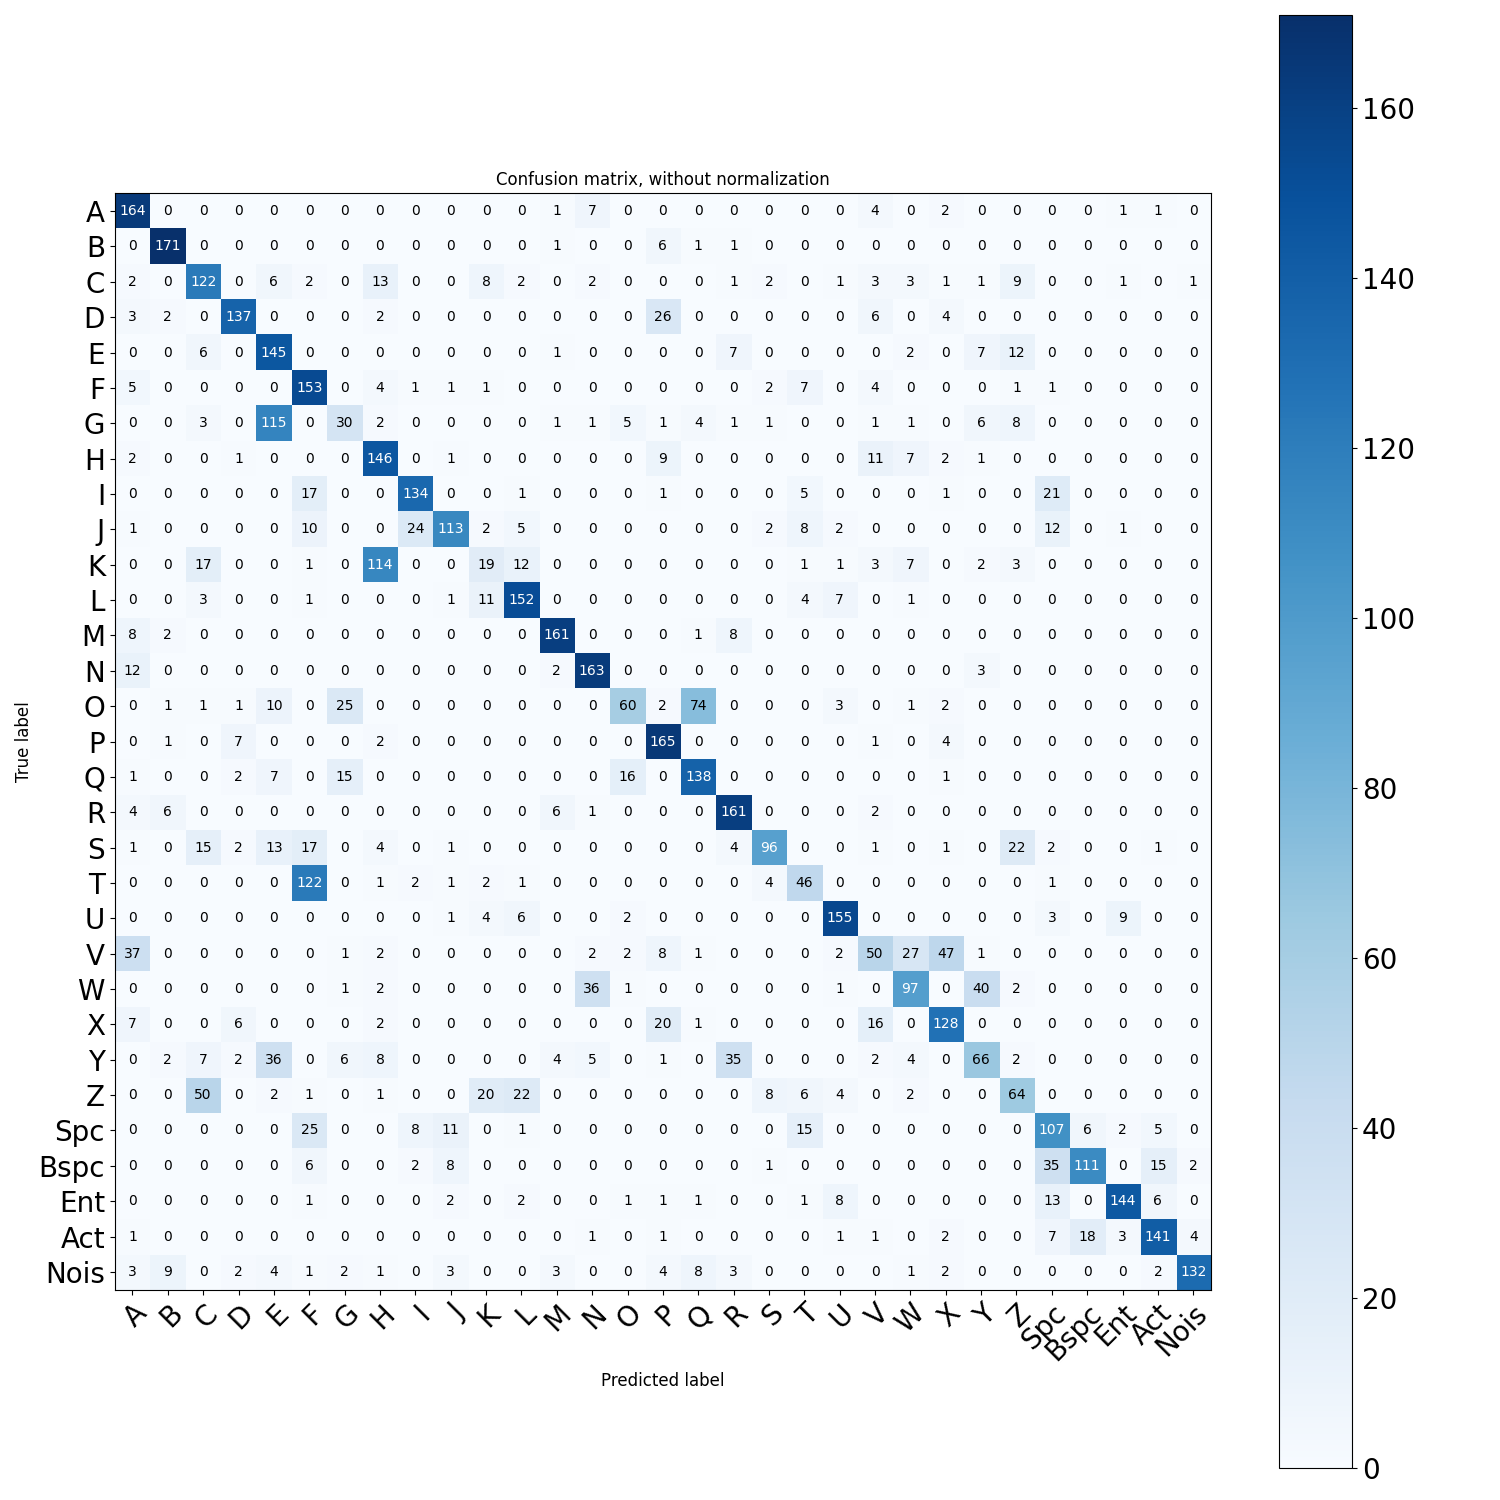 Confusion matrix, without normalization
A 164 0 0 0 0 0 0 0 0 0 0 0 1 7 0 0 0 0 0 0 0 4 0 2 0 0 0 0 1 1 0
B 0 171 0 0 0 0 0 0 0 0 0 0 1 0 0 6 1 1 0 0 0 0 0 0 0 0 0 0 0 0 0
C 2 0 122 0 6 2 0 13 0 0 8 2 0 2 0 0 0 1 2 0 1 3 3 1 1 9 0 0 1 0 1
D 3 2 0 137 0 0 0 2 0 0 0 0 0 0 0 26 0 0 0 0 0 6 0 4 0 0 0 0 0 0 0
E 0 0 6 0 145 0 0 0 0 0 0 0 1 0 0 0 0 7 0 0 0 0 2 0 7 12 0 0 0 0 0
F 5 0 0 0 0 153 0 4 1 1 1 0 0 0 0 0 0 0 2 7 0 4 0 0 0 1 1 0 0 0 0
G 0 0 3 0 115 0 30 2 0 0 0 0 1 1 5 1 4 1 1 0 0 1 1 0 6 8 0 0 0 0 0
H 2 0 0 1 0 0 0 146 0 1 0 0 0 0 0 9 0 0 0 0 0 11 7 2 1 0 0 0 0 0 0
I 0 0 0 0 0 17 0 0 134 0 0 1 0 0 0 1 0 0 0 5 0 0 0 1 0 0 21 0 0 0 0
J 1 0 0 0 0 10 0 0 24 113 2 5 0 0 0 0 0 0 2 8 2 0 0 0 0 0 12 0 1 0 0
K 0 0 17 0 0 1 0 114 0 0 19 12 0 0 0 0 0 0 0 1 1 3 7 0 2 3 0 0 0 0 0
L 0 0 3 0 0 1 0 0 0 1 11 152 0 0 0 0 0 0 0 4 7 0 1 0 0 0 0 0 0 0 0
M 8 2 0 0 0 0 0 0 0 0 0 0 161 0 0 0 1 8 0 0 0 0 0 0 0 0 0 0 0 0 0
N 12 0 0 0 0 0 0 0 0 0 0 0 2 163 0 0 0 0 0 0 0 0 0 0 3 0 0 0 0 0 0
O 0 1 1 1 10 0 25 0 0 0 0 0 0 0 60 2 74 0 0 0 3 0 1 2 0 0 0 0 0 0 0
P 0 1 0 7 0 0 0 2 0 0 0 0 0 0 0 165 0 0 0 0 0 1 0 4 0 0 0 0 0 0 0
Q 1 0 0 2 7 0 15 0 0 0 0 0 0 0 16 0 138 0 0 0 0 0 0 1 0 0 0 0 0 0 0
R 4 6 0 0 0 0 0 0 0 0 0 0 6 1 0 0 0 161 0 0 0 2 0 0 0 0 0 0 0 0 0
S 1 0 15 2 13 17 0 4 0 1 0 0 0 0 0 0 0 4 96 0 0 1 0 1 0 22 2 0 0 1 0
T 0 0 0 0 0 122 0 1 2 1 2 1 0 0 0 0 0 0 4 46 0 0 0 0 0 0 1 0 0 0 0
U 0 0 0 0 0 0 0 0 0 1 4 6 0 0 2 0 0 0 0 0 155 0 0 0 0 0 3 0 9 0 0
V 37 0 0 0 0 0 1 2 0 0 0 0 0 2 2 8 1 0 0 0 2 50 27 47 1 0 0 0 0 0 0
W 0 0 0 0 0 0 1 2 0 0 0 0 0 36 1 0 0 0 0 0 1 0 97 0 40 2 0 0 0 0 0
X 7 0 0 6 0 0 0 2 0 0 0 0 0 0 0 20 1 0 0 0 0 16 0 128 0 0 0 0 0 0 0
Y 0 2 7 2 36 0 6 8 0 0 0 0 4 5 0 1 0 35 0 0 0 2 4 0 66 2 0 0 0 0 0
Z 0 0 50 0 2 1 0 1 0 0 20 22 0 0 0 0 0 0 8 6 4 0 2 0 0 64 0 0 0 0 0
Spc 0 0 0 0 0 25 0 0 8 11 0 1 0 0 0 0 0 0 0 15 0 0 0 0 0 0 107 6 2 5 0
Bspc 0 0 0 0 0 6 0 0 2 8 0 0 0 0 0 0 0 0 1 0 0 0 0 0 0 0 35 111 0 15 2
Ent 0 0 0 0 0 1 0 0 0 2 0 2 0 0 1 1 1 0 0 1 8 0 0 0 0 0 13 0 144 6 0
Act 1 0 0 0 0 0 0 0 0 0 0 0 0 1 0 1 0 0 0 0 1 1 0 2 0 0 7 18 3 141 4
Nois 3 9 0 2 4 1 2 1 0 3 0 0 3 0 0 4 8 3 0 0 0 0 1 2 0 0 0 0 0 2 132
A B C D E F G H I J K L M N O P Q R S T U V W X Y Z Spc Bspc Ent Act Nois
Predicted label
True label
160
140
120
100
80
60
40
20
0